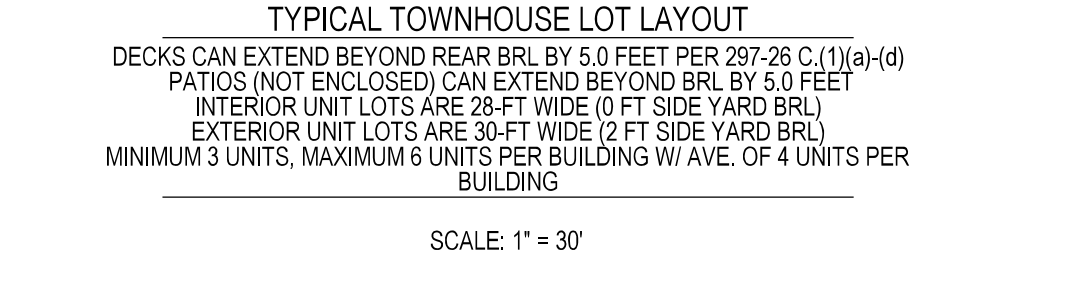 TYPICAL TOWNHOUSE LOT LAYOUT
DECKS CAN EXTEND BEYOND REAR BRL BY 5.0 FEET PER 297-26 C.(1)(a)-(d)
PATIOS (NOT ENCLOSED) CAN EXTEND BEYOND BRL BY 5.0 FEET
INTERIOR UNIT LOTS ARE 28-FT WIDE (0 FT SIDE YARD BRL)
EXTERIOR UNIT LOTS ARE 30-FT WIDE (2 FT SIDE YARD BRL)
MINIMUM 3 UNITS, MAXIMUM 6 UNITS PER BUILDING W/ AVE. OF 4 UNITS PER
BUILDING
SCALE: 1" = 30'